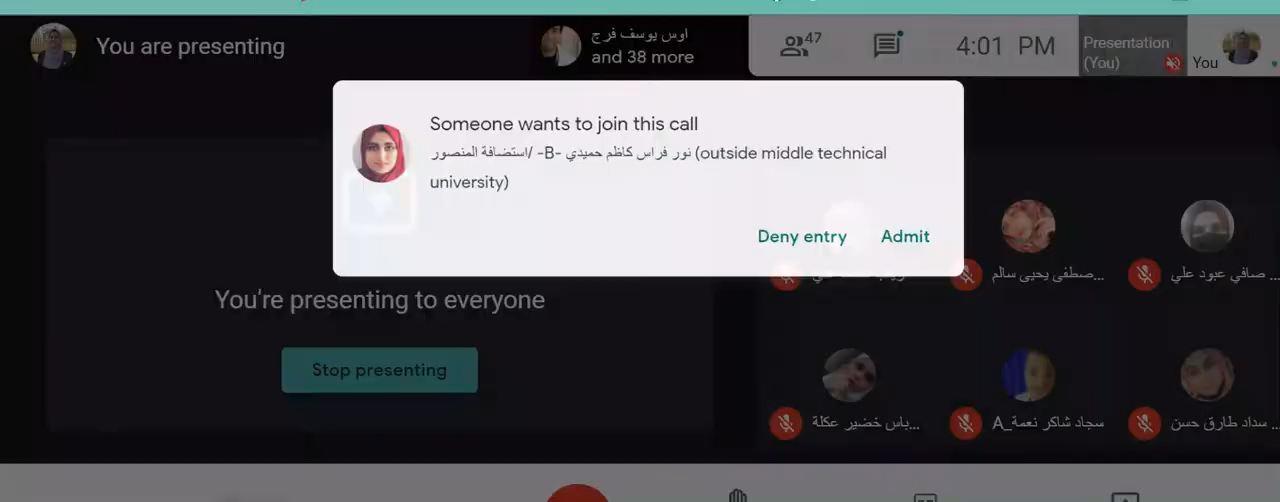 You are presenting
اوس يوسف فرج
and 38 more
47
4:01 PM
Presentation
(You)
You
Someone wants to join this call
نور فراس كاظم حميدي -B- /استضافة المنصور (outside middle technical
university)
Deny entry
Admit
You're presenting to everyone
Stop presenting
صطفى يحيى سالم...
صافي عبود علي ...
باس خضير عكلة...
سجاد شاكر نعمة_A
سداد طارق حسن ...